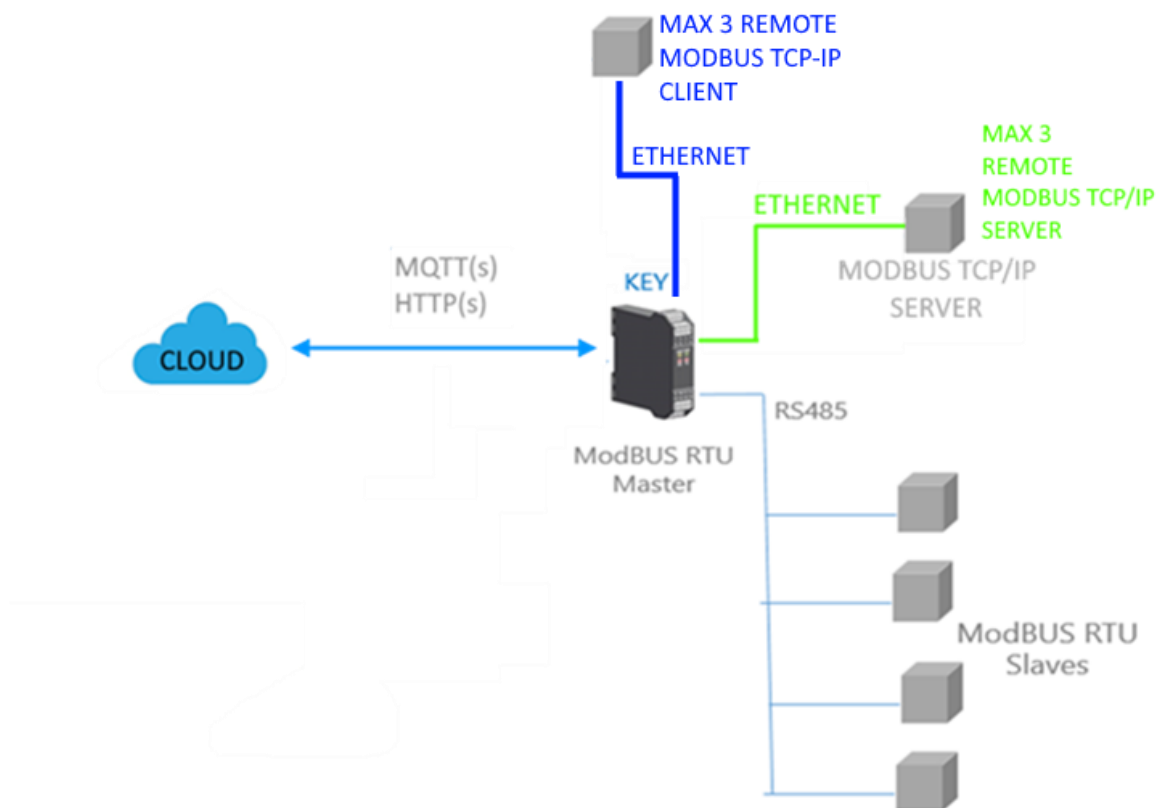 MAX 3 REMOTE
MODBUS TCP-IP
CLIENT
ETHERNET
MAX 3
REMOTE
MODBUS TCP/IP
SERVER
ETHERNET
MODBUS TCP/IP
SERVER
MQTT(s)
HTTP(s)
KEY
CLOUD
RS485
ModBUS RTU
Master
ModBUS RTU
Slaves